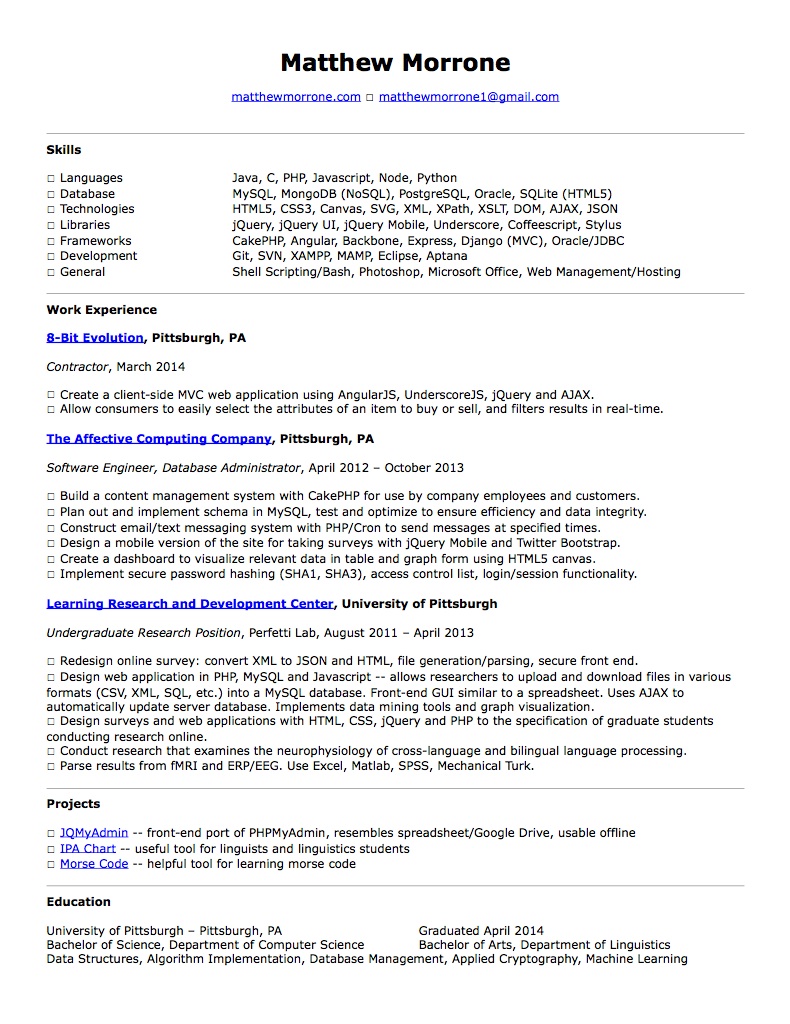 Matthew Morrone
matthewmorrone.com □ matthewmorrone1@gmail.com
Skills
□ Languages Java, C, PHP, Javascript, Node, Python
□ Database MySQL, MongoDB (NoSQL), PostgreSQL, Oracle, SQLite (HTML5)
□ Technologies HTML5, CSS3, Canvas, SVG, XML, XPath, XSLT, DOM, AJAX, JSON
□ Libraries jQuery, jQuery UI, jQuery Mobile, Underscore, Coffeescript, Stylus
□ Frameworks CakePHP, Angular, Backbone, Express, Django (MVC), Oracle/JDBC
□ Development Git, SVN, XAMPP, MAMP, Eclipse, Aptana
□ General Shell Scripting/Bash, Photoshop, Microsoft Office, Web Management/Hosting
Work Experience
8-Bit Evolution, Pittsburgh, PA
Contractor, March 2014
□ Create a client-side MVC web application using AngularJS, UnderscoreJS, jQuery and AJAX.
□ Allow consumers to easily select the attributes of an item to buy or sell, and filters results in real-time.
The Affective Computing Company, Pittsburgh, PA
Software Engineer, Database Administrator, April 2012 – October 2013
□ Build a content management system with CakePHP for use by company employees and customers.
□ Plan out and implement schema in MySQL, test and optimize to ensure efficiency and data integrity.
□ Construct email/text messaging system with PHP/Cron to send messages at specified times.
□ Design a mobile version of the site for taking surveys with jQuery Mobile and Twitter Bootstrap.
□ Create a dashboard to visualize relevant data in table and graph form using HTML5 canvas.
□ Implement secure password hashing (SHA1, SHA3), access control list, login/session functionality.
Learning Research and Development Center, University of Pittsburgh
Undergraduate Research Position, Perfetti Lab, August 2011 – April 2013
□ Redesign online survey: convert XML to JSON and HTML, file generation/parsing, secure front end.
□ Design web application in PHP, MySQL and Javascript -- allows researchers to upload and download files in various
formats (CSV, XML, SQL, etc.) into a MySQL database. Front-end GUI similar to a spreadsheet. Uses AJAX to
automatically update server database. Implements data mining tools and graph visualization.
□ Design surveys and web applications with HTML, CSS, jQuery and PHP to the specification of graduate students
conducting research online.
□ Conduct research that examines the neurophysiology of cross-language and bilingual language processing.
□ Parse results from fMRI and ERP/EEG. Use Excel, Matlab, SPSS, Mechanical Turk.
Projects
□ JQMyAdmin -- front-end port of PHPMyAdmin, resembles spreadsheet/Google Drive, usable offline
□ IPA Chart -- useful tool for linguists and linguistics students
□ Morse Code -- helpful tool for learning morse code
Education
University of Pittsburgh – Pittsburgh, PA Graduated April 2014
Bachelor of Science, Department of Computer Science Bachelor of Arts, Department of Linguistics
Data Structures, Algorithm Implementation, Database Management, Applied Cryptography, Machine Learning